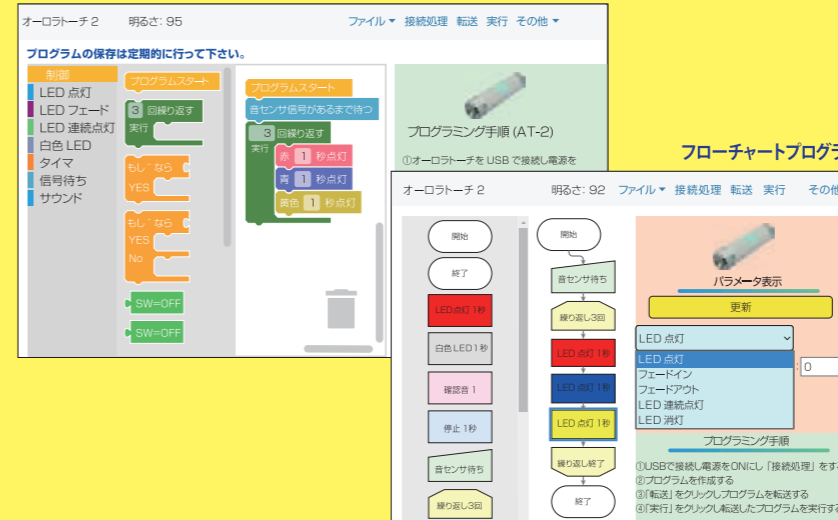 オーロラトーチ2 明るさ: 95 ファイル 接続処理 転送 実行 その他
プログラムの保存は定期的に行って下さい。
制御
LED 点灯
LED フェード
LED 連続点灯
白色 LED
タイマ
信号待ち
サウンド
プログラムスタート
3 回繰り返す
実行
もし なら
YES
もし なら
YES
No
SW=OFF
SW=OFF
プログラムスタート
音センサ信号があるまで待つ
3 回繰り返す
実行
赤 1 秒点灯
青 1 秒点灯
黄色 1 秒点灯
プログラミング手順 (AT-2)
①オーロラトーチを USB で接続し電源を
フローチャートプログラ
オーロラトーチ 2 明るさ: 92 ファイル 接続処理 転送 実行 その他
開始
終了
LED点灯 1秒
白色 LED1秒
確認音 1
停止 1秒
音センサ待ち
繰り返し3回
開始
音センサ待ち
繰り返し3回
LED 点灯 1秒
LED 点灯 1秒
LED 点灯 1秒
繰り返し終了
終了
パラメータ表示
更新
LED 点灯
LED 点灯
フェードイン
フェードアウト
LED 連続点灯
LED 消灯
: 0
プログラミング手順
①USBで接続し電源をONにし「接続処理」をす
②プログラムを作成する
③「転送」をクリックしプログラムを転送する
④「実行」をクリックし転送したプログラムを実行する